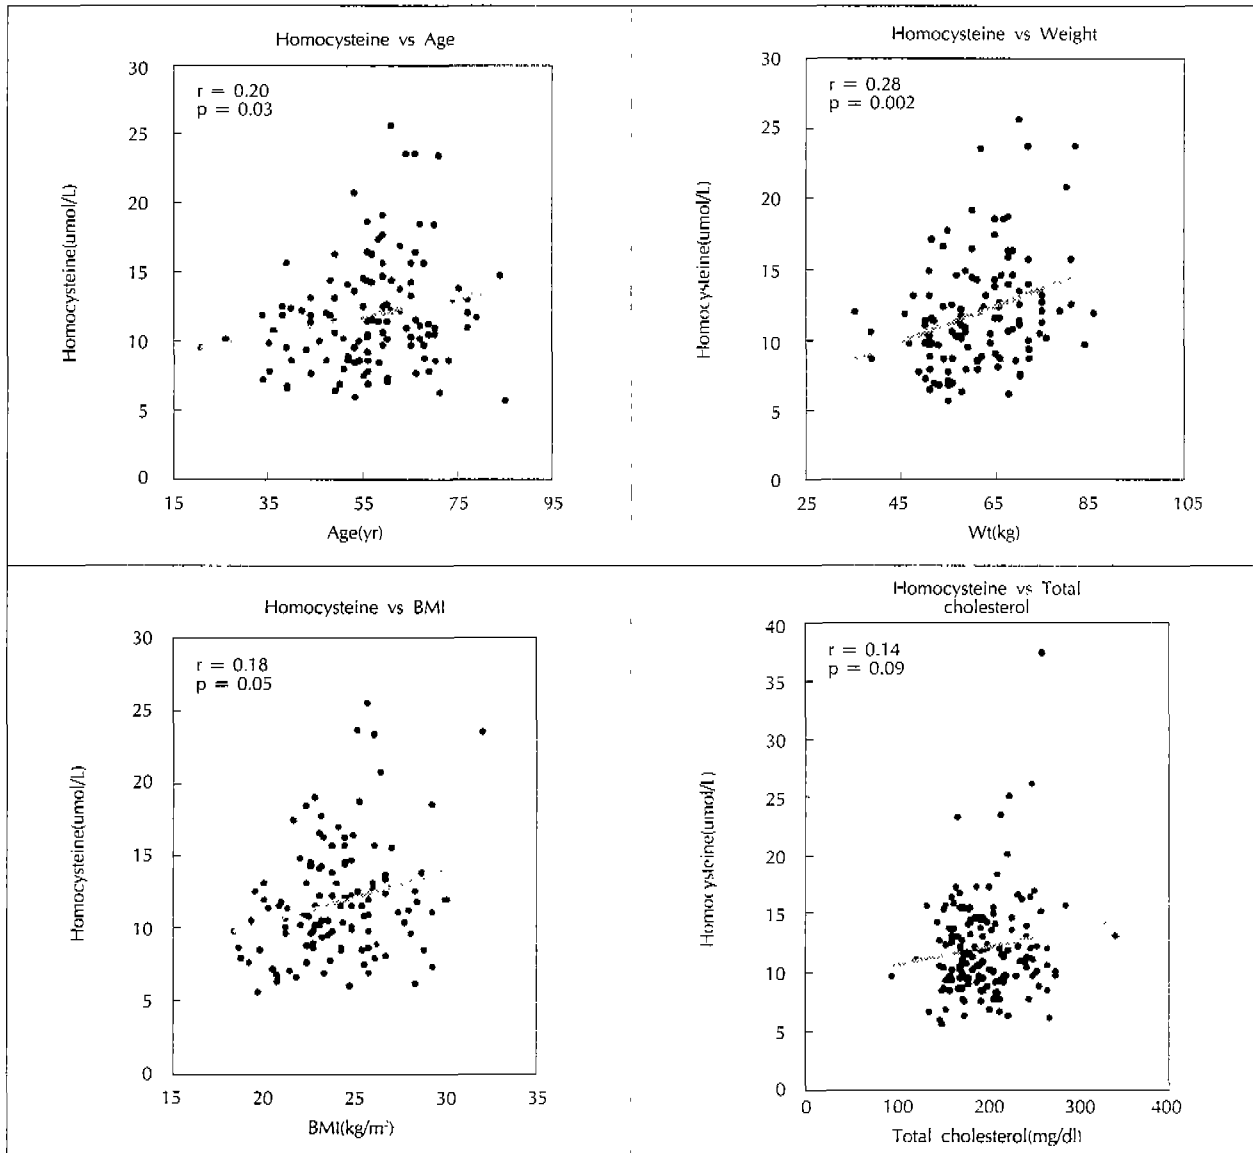 Homocysteine vs Age
r = 0.20
p = 0.03
Homocysteine(umol/L)
30
25
20
15
10
5
0
15 35 55 75 95
Age(yr)
Homocysteine vs Weight
r = 0.28
p = 0.002
Homocysteine(umol/L)
30
25
20
15
10
5
0
25 45 65 85 105
Wt(kg)
Homocysteine vs BMI
r = 0.18
p = 0.05
Homocysteine(umol/L)
30
25
20
15
10
5
0
15 20 25 30 35
BMI(kg/m²)
Homocysteine vs Total
cholesterol
r = 0.14
p = 0.09
Homocysteine(umol/L)
40
35
30
25
20
15
10
5
0
0 100 200 300 400
Total cholesterol(mg/dl)